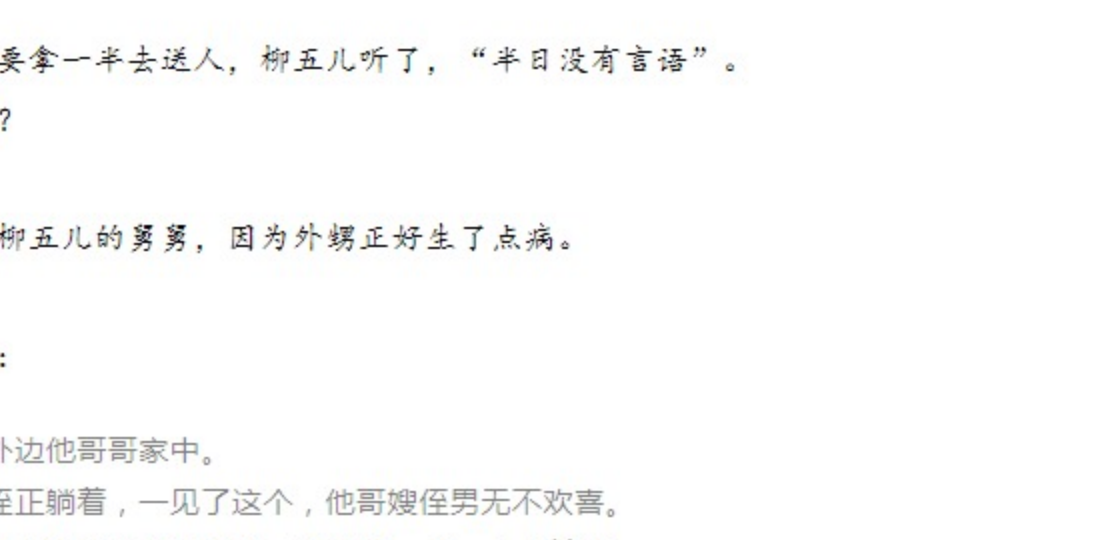 要拿一半去送人，柳五儿听了，“半日没有言语”。
？
柳五儿的舅舅，因为外甥正好生了点病。
：
外边他哥哥家中。
侄正躺着，一见了这个，他哥嫂侄男无不欢喜。